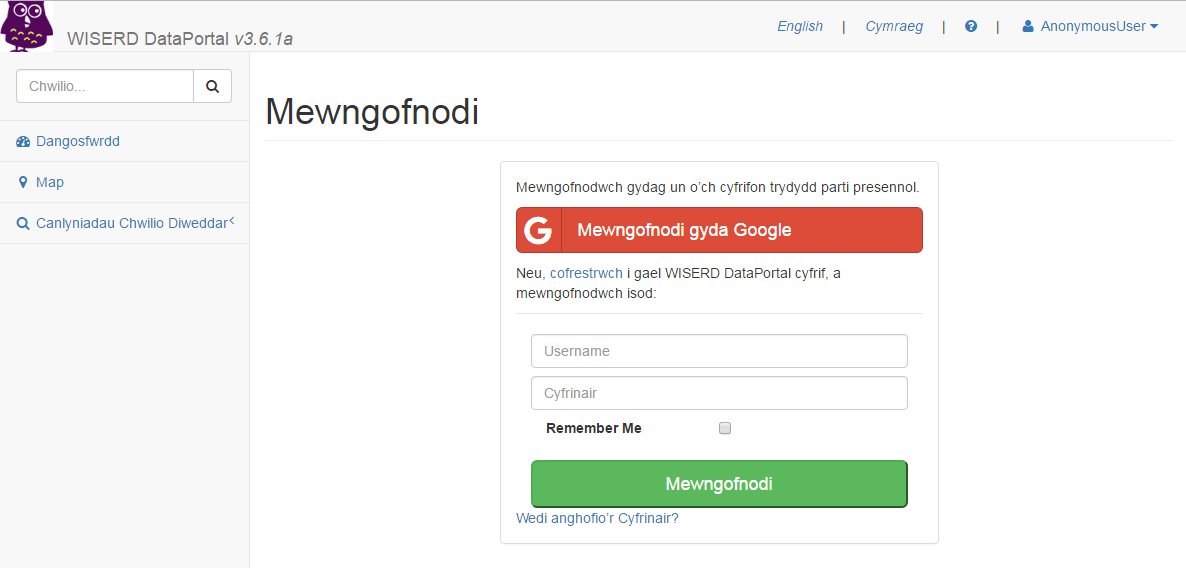 WISERD DataPortal v3.6.1a
English | Cymraeg | ? | AnonymousUser
Chwilio...
Dangosfwrdd
Map
Canlyniadau Chwilio Diweddar
Mewngofnodi
Mewngofnodwch gydag un o'ch cyfrifon trydydd parti presennol.
G Mewngofnodi gyda Google
Neu, cofrestrwch i gael WISERD DataPortal cyfrif, a
mewngofnodwch isod:
Username
Cyfrinair
Remember Me
Mewngofnodi
Wedi anghofio'r Cyfrinair?